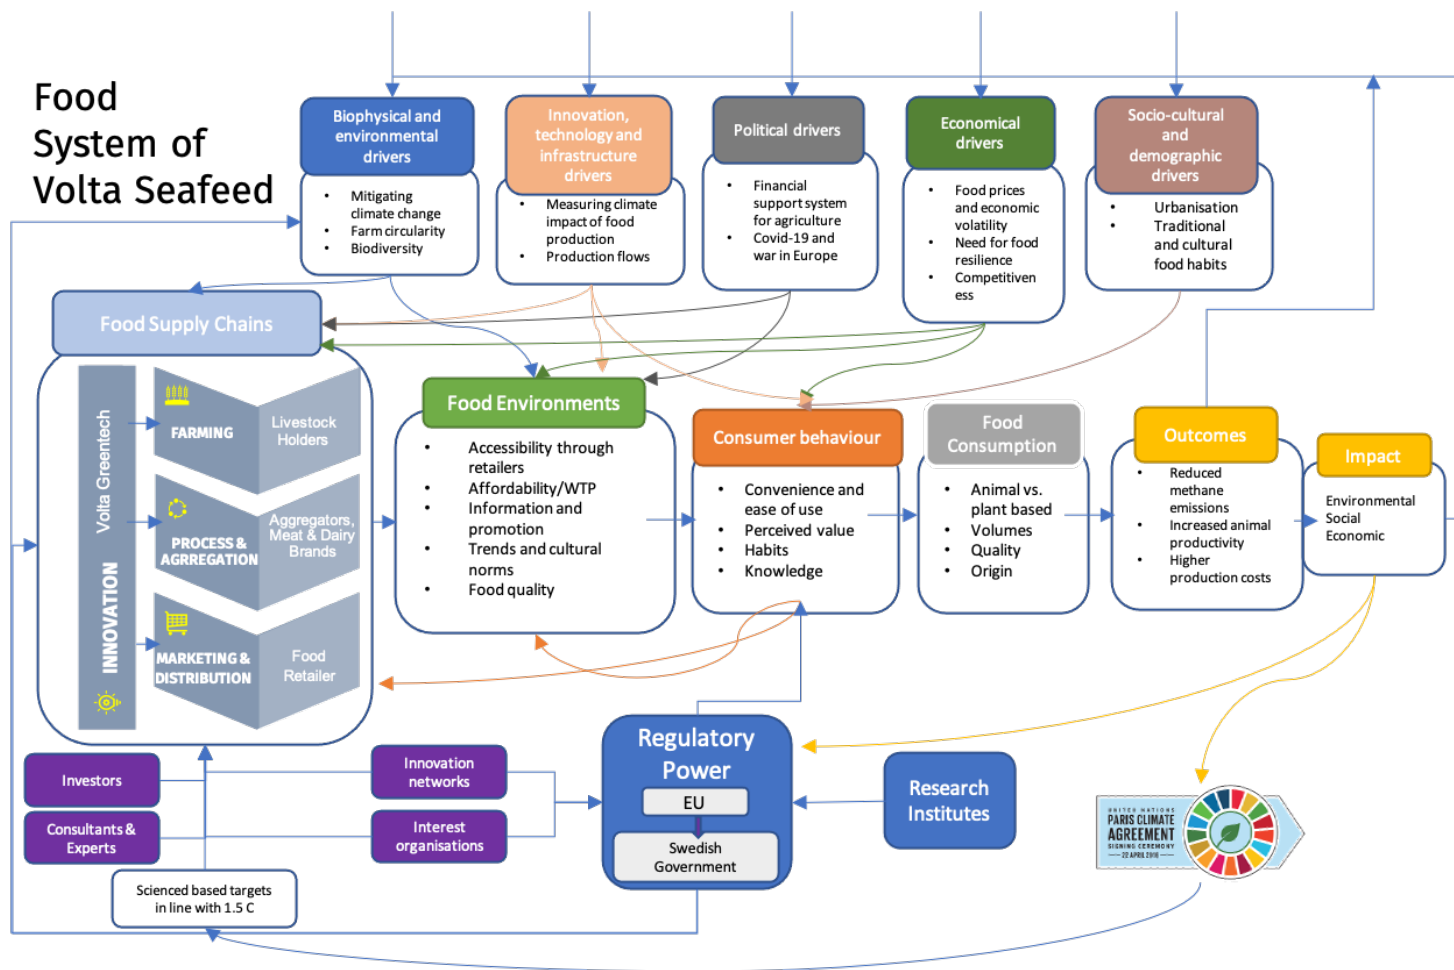 Food
System of
Volta Seafeed
Biophysical and
environmental
drivers
• Mitigating
climate change
• Farm circularity
• Biodiversity
Innovation,
technology and
infrastructure
drivers
• Measuring climate
impact of food
production
• Production flows
Political drivers
• Financial
support system
for agriculture
• Covid-19 and
war in Europe
Economical
drivers
• Food prices
and economic
volatility
• Need for food
resilience
• Competitiven
ess
Socio-cultural
and
demographic
drivers
• Urbanisation
• Traditional
and cultural
food habits
Food Supply Chains
INNOVATION
Volta Greentech
FARMING
Livestock
Holders
PROCESS &
AGRREGATION
Aggregators,
Meat & Dairy
Brands
MARKETING &
DISTRIBUTION
Food
Retailer
Food Environments
• Accessibility through
retailers
• Affordability/WTP
• Information and
promotion
• Trends and cultural
norms
• Food quality
Consumer behaviour
• Convenience and
ease of use
• Perceived value
• Habits
• Knowledge
Food
Consumption
• Animal vs.
plant based
• Volumes
• Quality
• Origin
Outcomes
• Reduced
methane
emissions
• Increased animal
productivity
• Higher
production costs
Impact
Environmental
Social
Economic
Investors
Consultants &
Experts
Innovation
networks
Interest
organisations
Regulatory
Power
EU
Swedish
Government
Research
Institutes
Scienced based targets
in line with 1.5 C
UNITED NATIONS
PARIS CLIMATE
AGREEMENT
SIGNING CEREMONY
22 APRIL 2016